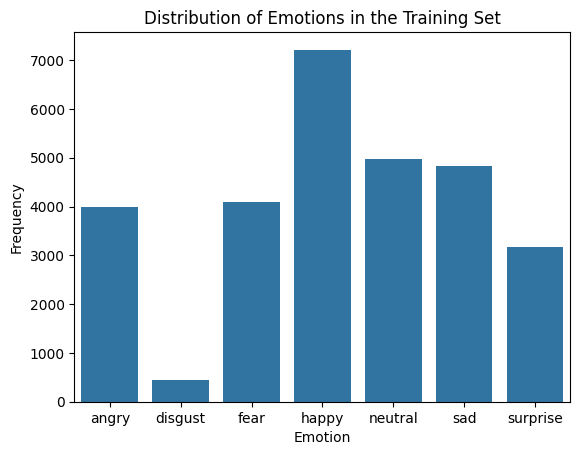 Distribution of Emotions in the Training Set
Frequency
7000
6000
5000
4000
3000
2000
1000
0
angry disgust fear happy neutral sad surprise
Emotion